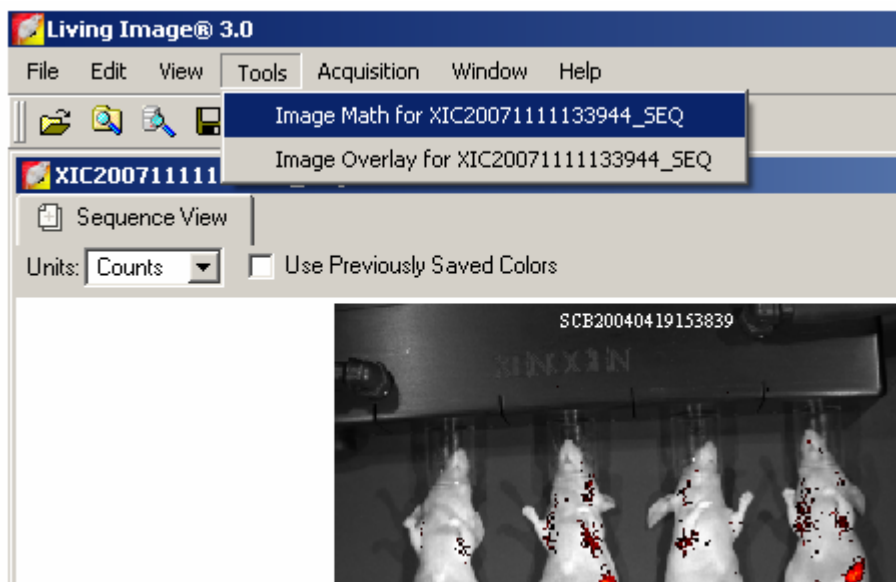 Living Image® 3.0
File Edit View Tools Acquisition Window Help
Image Math for XIC20071111133944_SEQ
Image Overlay for XIC20071111133944_SEQ
XIC200711111
Sequence View
Units: Counts Use Previously Saved Colors
SCB20040419153839